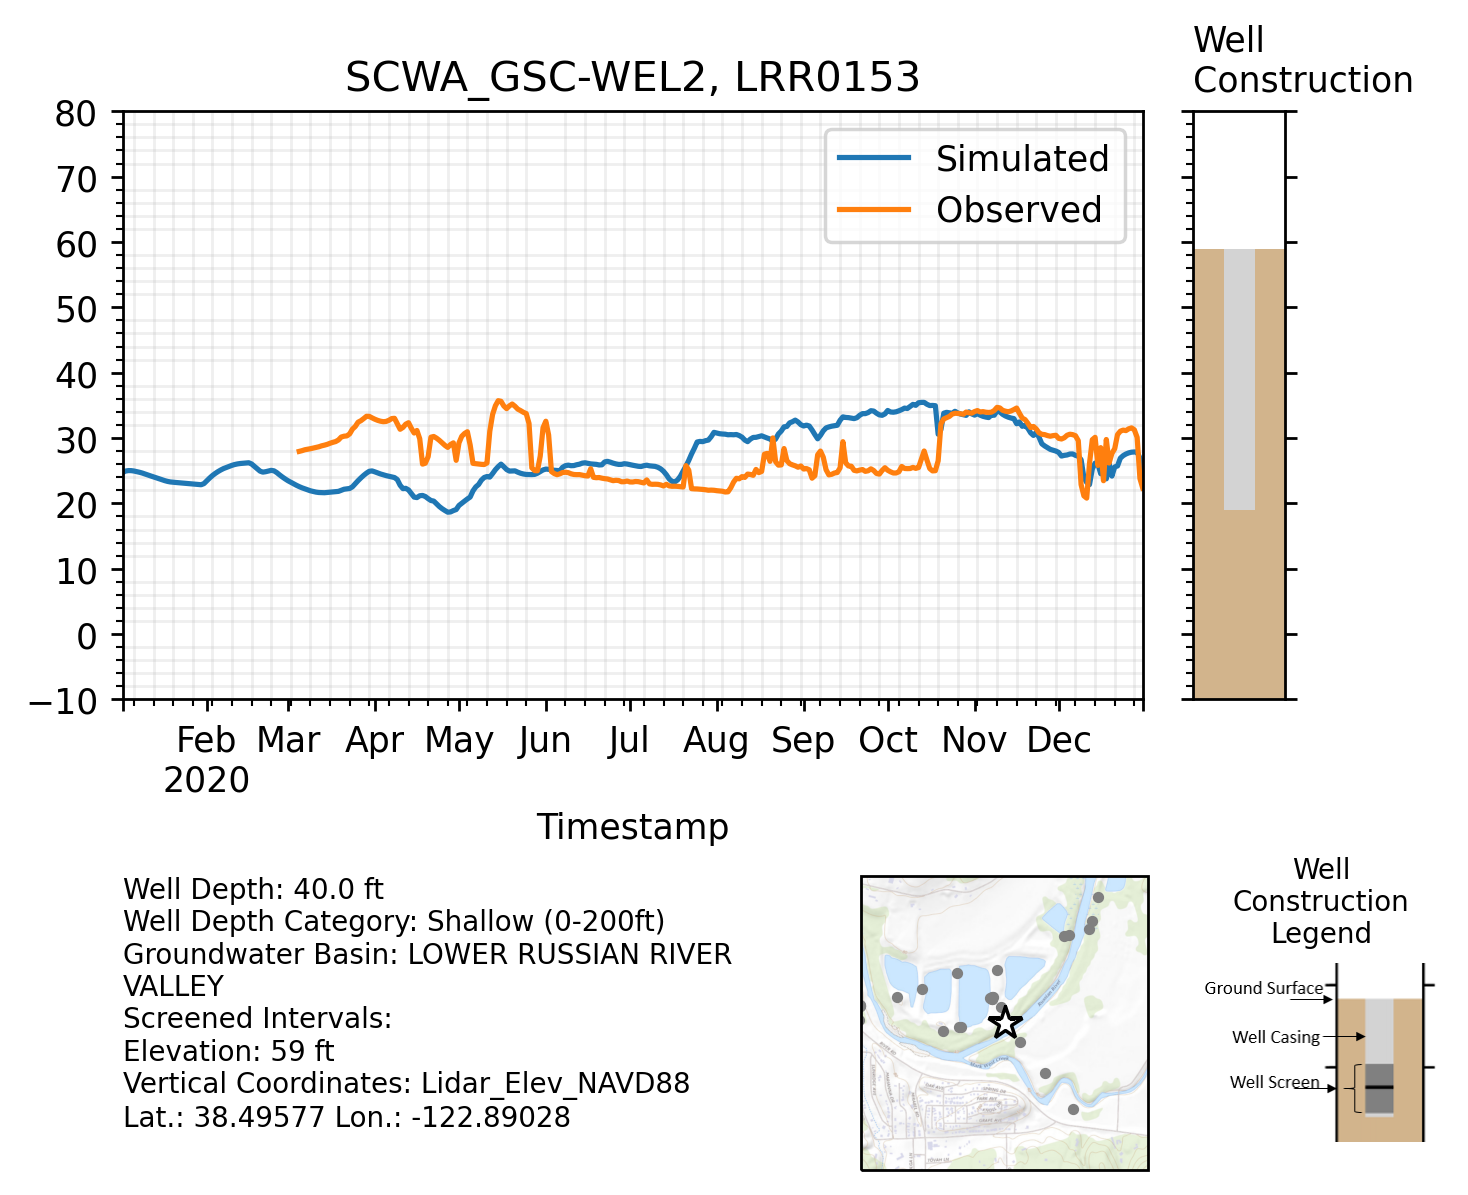 Well
Construction
SCWA_GSC-WEL2, LRR0153
80
70
60
50
40
30
20
10
0
−10
Simulated
Observed
Feb Mar Apr May Jun Jul Aug Sep Oct Nov Dec
2020
Timestamp
Well Depth: 40.0 ft
Well Depth Category: Shallow (0-200ft)
Groundwater Basin: LOWER RUSSIAN RIVER
VALLEY
Screened Intervals:
Elevation: 59 ft
Vertical Coordinates: Lidar_Elev_NAVD88
Lat.: 38.49577 Lon.: -122.89028
Well
Construction
Legend
Ground Surface
Well Casing
Well Screen